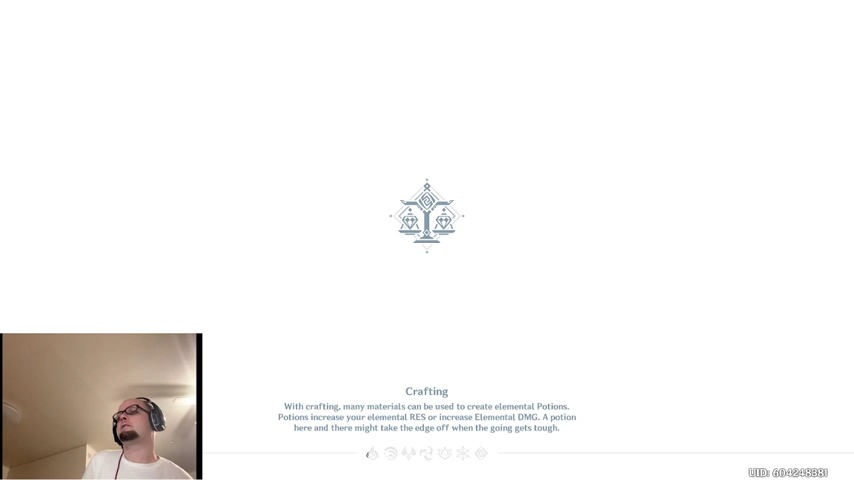 Crafting
With crafting, many materials can be used to create elemental Potions.
Potions increase your elemental RES or increase Elemental DMG. A potion
here and there might take the edge off when the going gets tough.
UID: 604248381